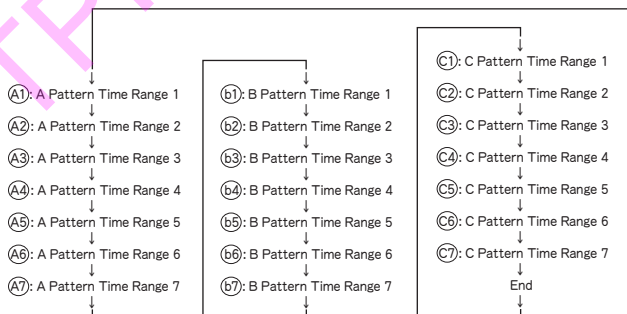 A1: A Pattern Time Range 1
A2: A Pattern Time Range 2
A3: A Pattern Time Range 3
A4: A Pattern Time Range 4
A5: A Pattern Time Range 5
A6: A Pattern Time Range 6
A7: A Pattern Time Range 7
b1: B Pattern Time Range 1
b2: B Pattern Time Range 2
b3: B Pattern Time Range 3
b4: B Pattern Time Range 4
b5: B Pattern Time Range 5
b6: B Pattern Time Range 6
b7: B Pattern Time Range 7
C1: C Pattern Time Range 1
C2: C Pattern Time Range 2
C3: C Pattern Time Range 3
C4: C Pattern Time Range 4
C5: C Pattern Time Range 5
C6: C Pattern Time Range 6
C7: C Pattern Time Range 7
End